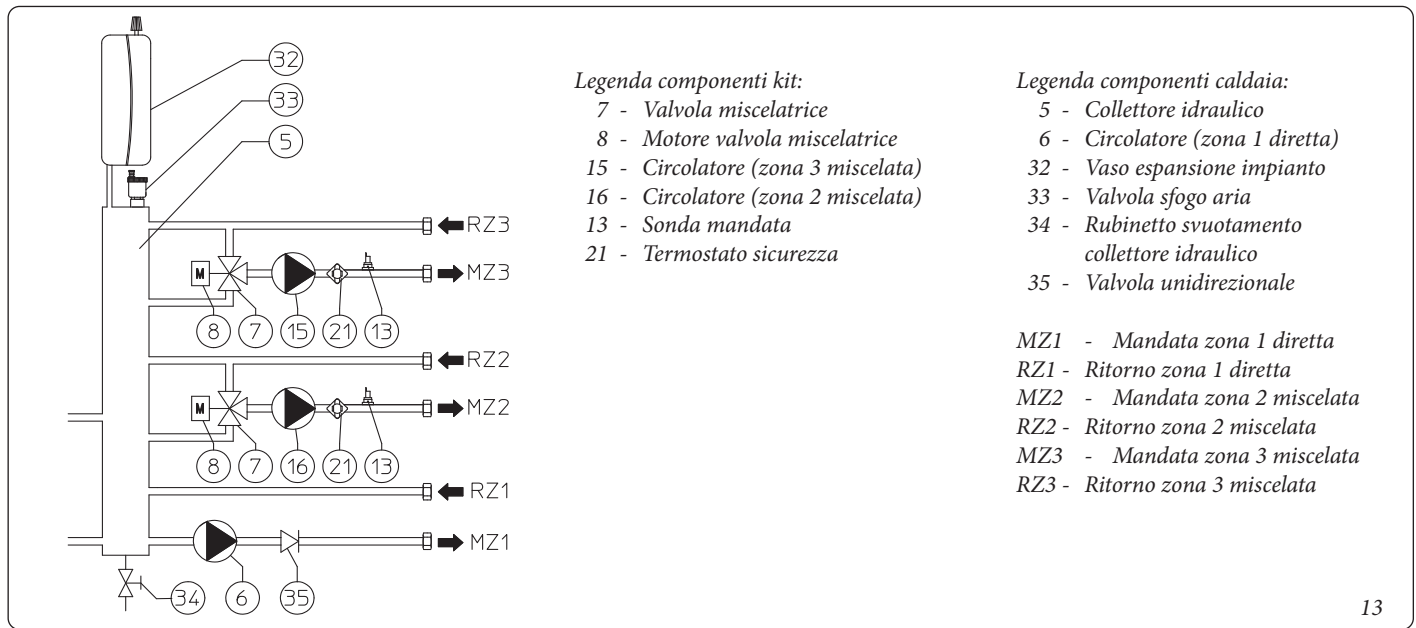 32
33
5
RZ3
MZ3
M
8 7 15 21 13
RZ2
MZ2
M
8 7 16 21 13
RZ1
MZ1
34 6 35
Legenda componenti kit:
7 - Valvola miscelatrice
8 - Motore valvola miscelatrice
15 - Circolatore (zona 3 miscelata)
16 - Circolatore (zona 2 miscelata)
13 - Sonda mandata
21 - Termostato sicurezza
Legenda componenti caldaia:
5 - Collettore idraulico
6 - Circolatore (zona 1 diretta)
32 - Vaso espansione impianto
33 - Valvola sfogo aria
34 - Rubinetto svuotamento
collettore idraulico
35 - Valvola unidirezionale
MZ1 - Mandata zona 1 diretta
RZ1 - Ritorno zona 1 diretta
MZ2 - Mandata zona 2 miscelata
RZ2 - Ritorno zona 2 miscelata
MZ3 - Mandata zona 3 miscelata
RZ3 - Ritorno zona 3 miscelata
13